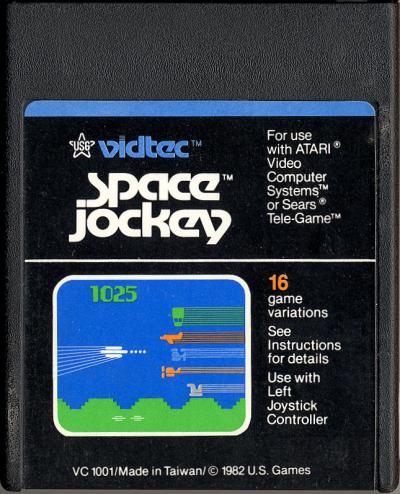 USG vidtec™
space™
jockey
For use
with ATARI®
Video
Computer
Systems™
or Sears®
Tele-Game™
1025
16
game
variations
See
Instructions
for details
Use with
Left
Joystick
Controller
VC 1001/Made in Taiwan/© 1982 U.S. Games